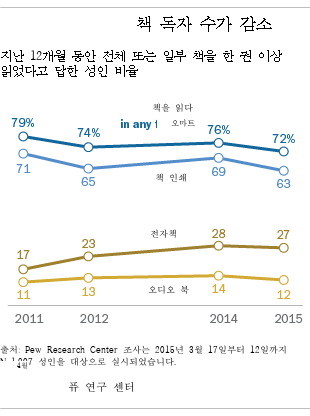 책 독자 수가 감소
지난 12개월 동안 전체 또는 일부 책을 한 권 이상
읽었다고 답한 성인 비율
책을 읽다
79% 74% in any f 오마트 76% 72%
71 65 책 인쇄 69 63
전자책
17 23 28 27
11 13 오디오 북 14 12
2011 2012 2014 2015
출처: Pew Research Center 조사는 2015년 3월 17일부터 12일까지
성인을 대상으로 실시되었습니다.
4월
퓨 연구 센터